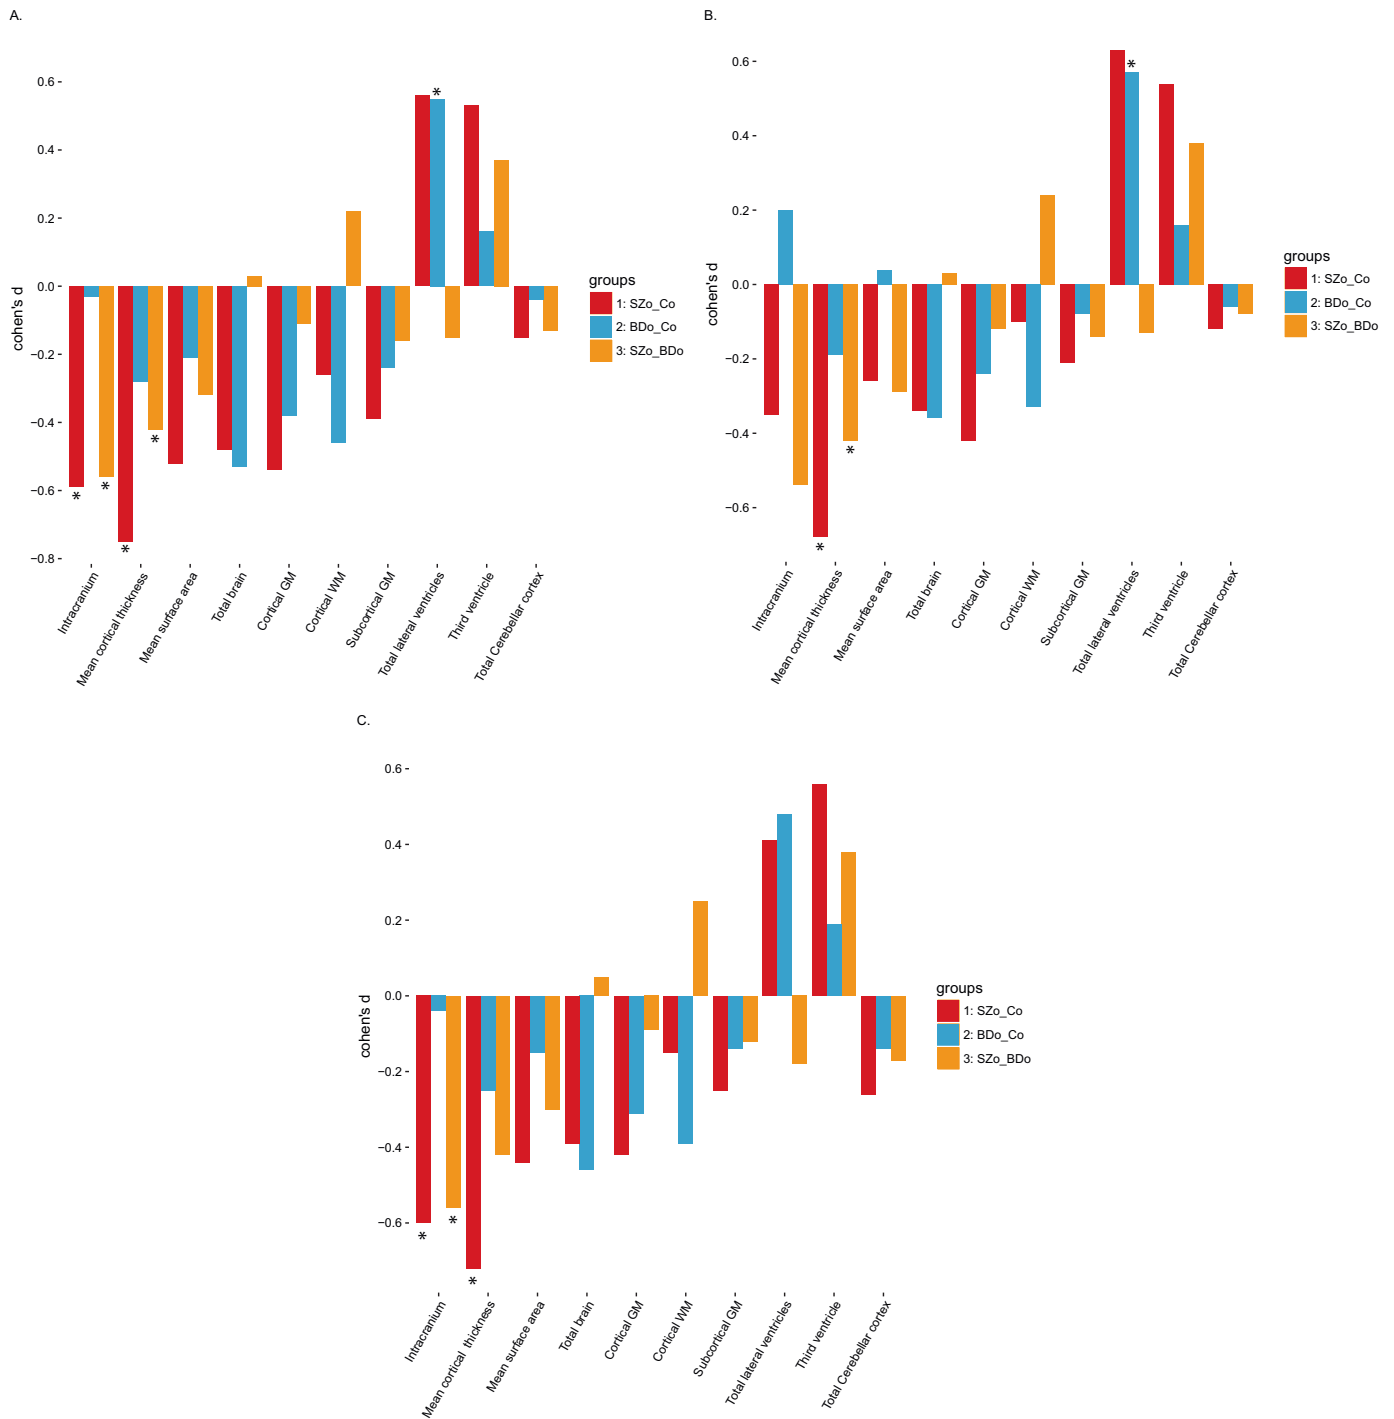 A.
0.6
0.4
0.2
0.0
−0.2
−0.4
−0.6
−0.8
cohen's d
*
*
*
*
*
Intracranium
Mean cortical thickness
Mean surface area
Total brain
Cortical GM
Cortical WM
Subcortical GM
Total lateral ventricles
Third ventricle
Total Cerebellar cortex
groups
1: SZo_Co
2: BDo_Co
3: SZo_BDo
B.
0.6
0.4
0.2
0.0
−0.2
−0.4
−0.6
cohen's d
*
*
*
Intracranium
Mean cortical thickness
Mean surface area
Total brain
Cortical GM
Cortical WM
Subcortical GM
Total lateral ventricles
Third ventricle
Total Cerebellar cortex
groups
1: SZo_Co
2: BDo_Co
3: SZo_BDo
C.
0.6
0.4
0.2
0.0
−0.2
−0.4
−0.6
cohen's d
*
*
*
Intracranium
Mean cortical thickness
Mean surface area
Total brain
Cortical GM
Cortical WM
Subcortical GM
Total lateral ventricles
Third ventricle
Total Cerebellar cortex
groups
1: SZo_Co
2: BDo_Co
3: SZo_BDo